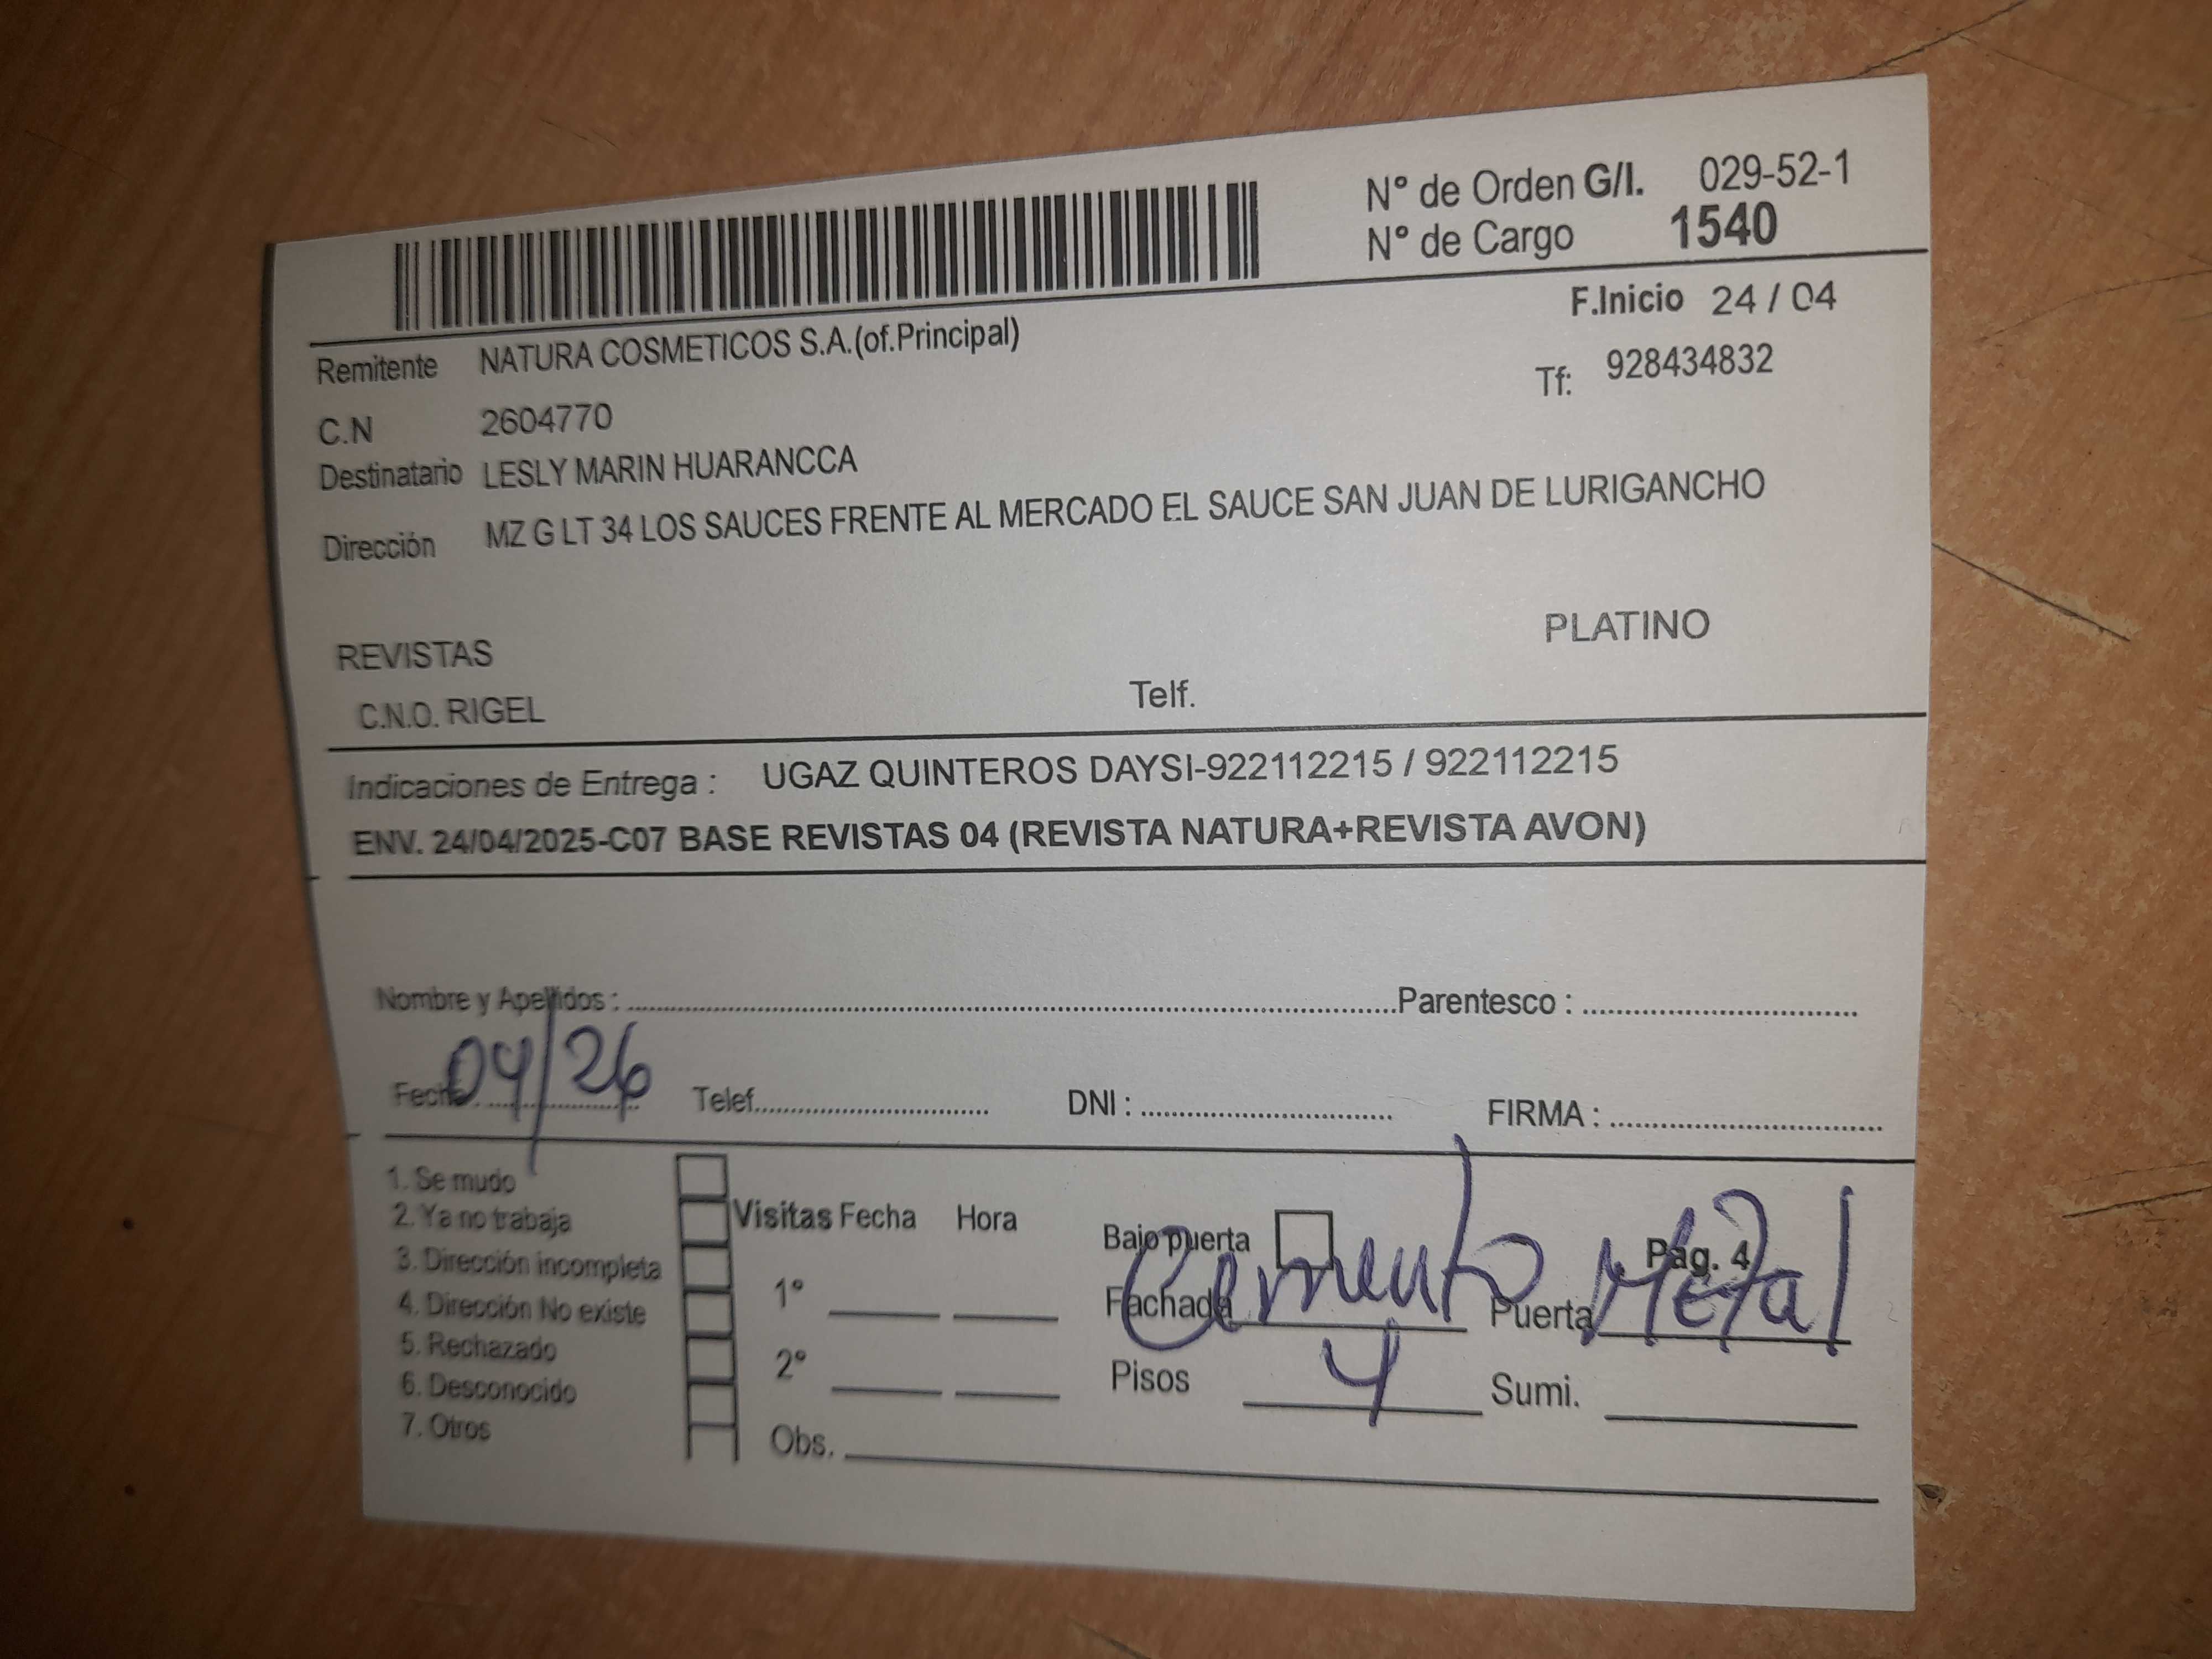 N° de Orden G/I. 029-52-1
N° de Cargo 1540
F.Inicio 24 / 04
Remitente NATURA COSMETICOS S.A.(of.Principal)
Tf: 928434832
C.N 2604770
Destinatario LESLY MARIN HUARANCCA
Dirección MZ G LT 34 LOS SAUCES FRENTE AL MERCADO EL SAUCE SAN JUAN DE LURIGANCHO
PLATINO
REVISTAS
C.N.O. RIGEL Telf.
Indicaciones de Entrega : UGAZ QUINTEROS DAYSI-922112215 / 922112215
ENV. 24/04/2025-C07 BASE REVISTAS 04 (REVISTA NATURA+REVISTA AVON)
Nombre y Apellidos : Parentesco :
Fecha : 04/26 Telef. DNI : FIRMA :
1. Se mudo
2. Ya no trabaja
3. Dirección incompleta
4. Dirección No existe
5. Rechazado
6. Desconocido
7. Otros
Visitas Fecha Hora
1°
2°
Obs.
Bajo puerta Pag. 4
Fachada Cemento Puerta Metal
Pisos 4 Sumi.